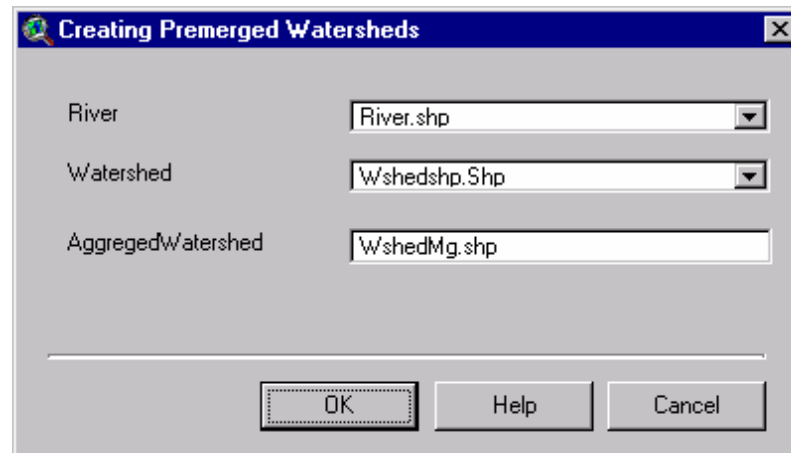 Creating Premerged Watersheds
River River.shp
Watershed Wshedshp.Shp
AggregedWatershed WshedMg.shp
OK Help Cancel